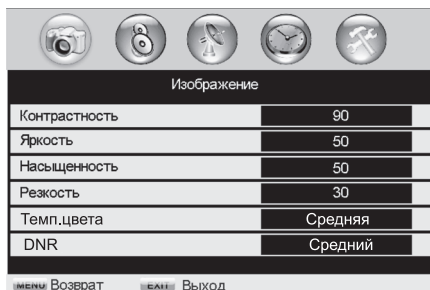 Изображение
Контрастность 90
Яркость 50
Насыщенность 50
Резкость 30
Темп.цвета Средняя
DNR Средний
MENU Возврат EXIT Выход